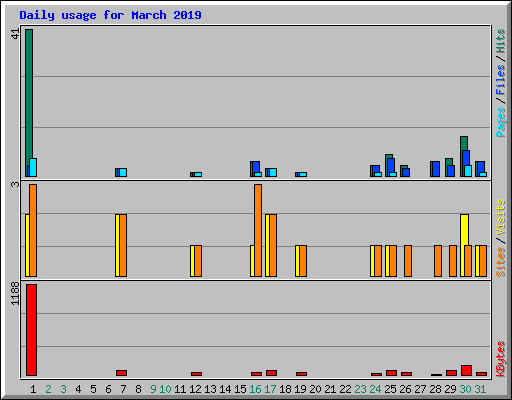 Daily usage for March 2019
41
Pages / Files / Hits
3
Sites / Visits
1188
KBytes
1 2 3 4 5 6 7 8 9 10 11 12 13 14 15 16 17 18 19 20 21 22 23 24 25 26 27 28 29 30 31